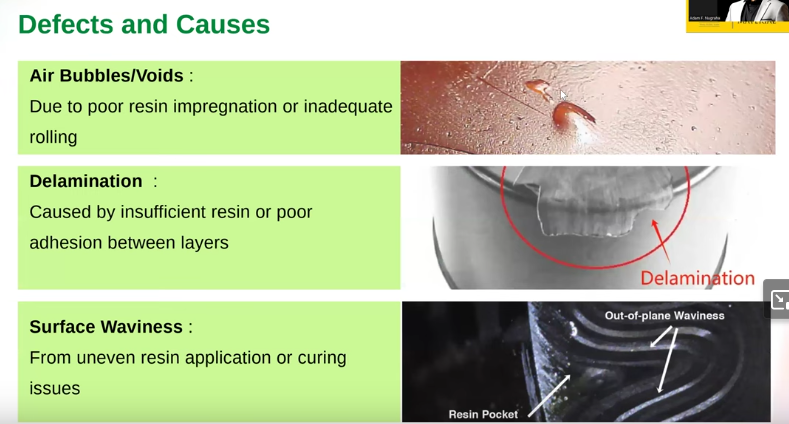 Defects and Causes
Air Bubbles/Voids :
Due to poor resin impregnation or inadequate
rolling
Delamination :
Caused by insufficient resin or poor
adhesion between layers
Delamination
Surface Waviness :
From uneven resin application or curing
issues
Out-of-plane Waviness
Resin Pocket